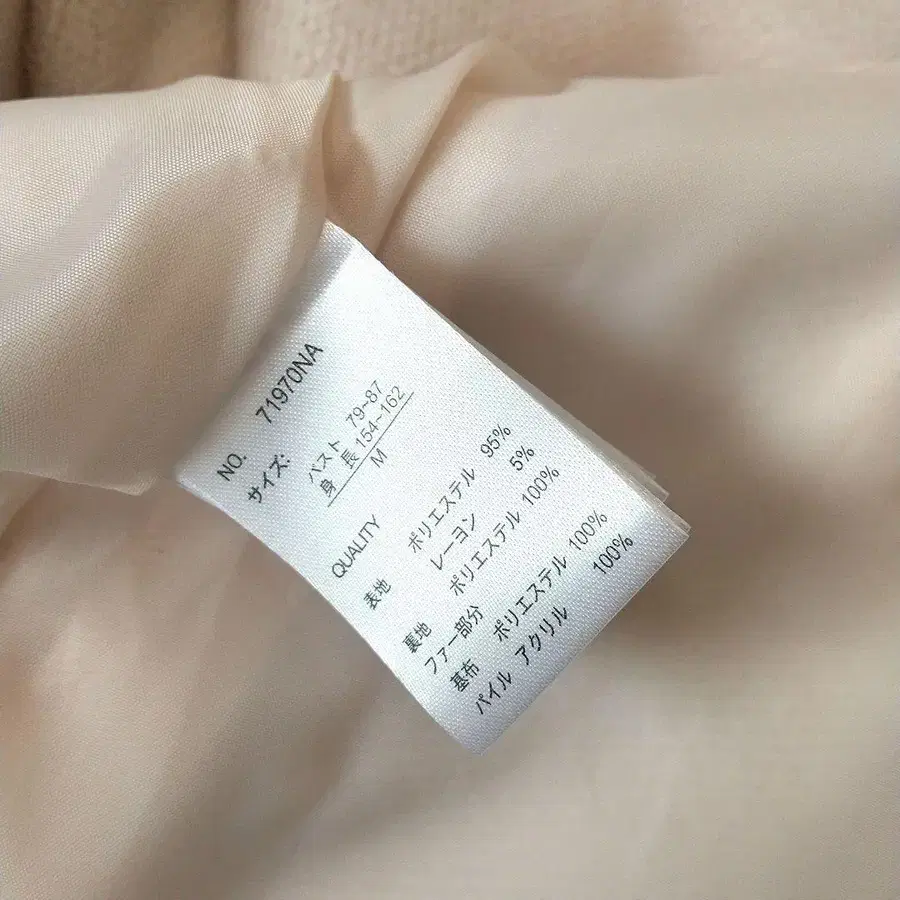 NO. 71970NA
サイズ:
バスト 79~87
身 長 154~162
M
QUALITY
表地 ポリエステル 95%
レーヨン 5%
裏地 ポリエステル 100%
ファー部分
基布 ポリエステル 100%
パイル アクリル 100%